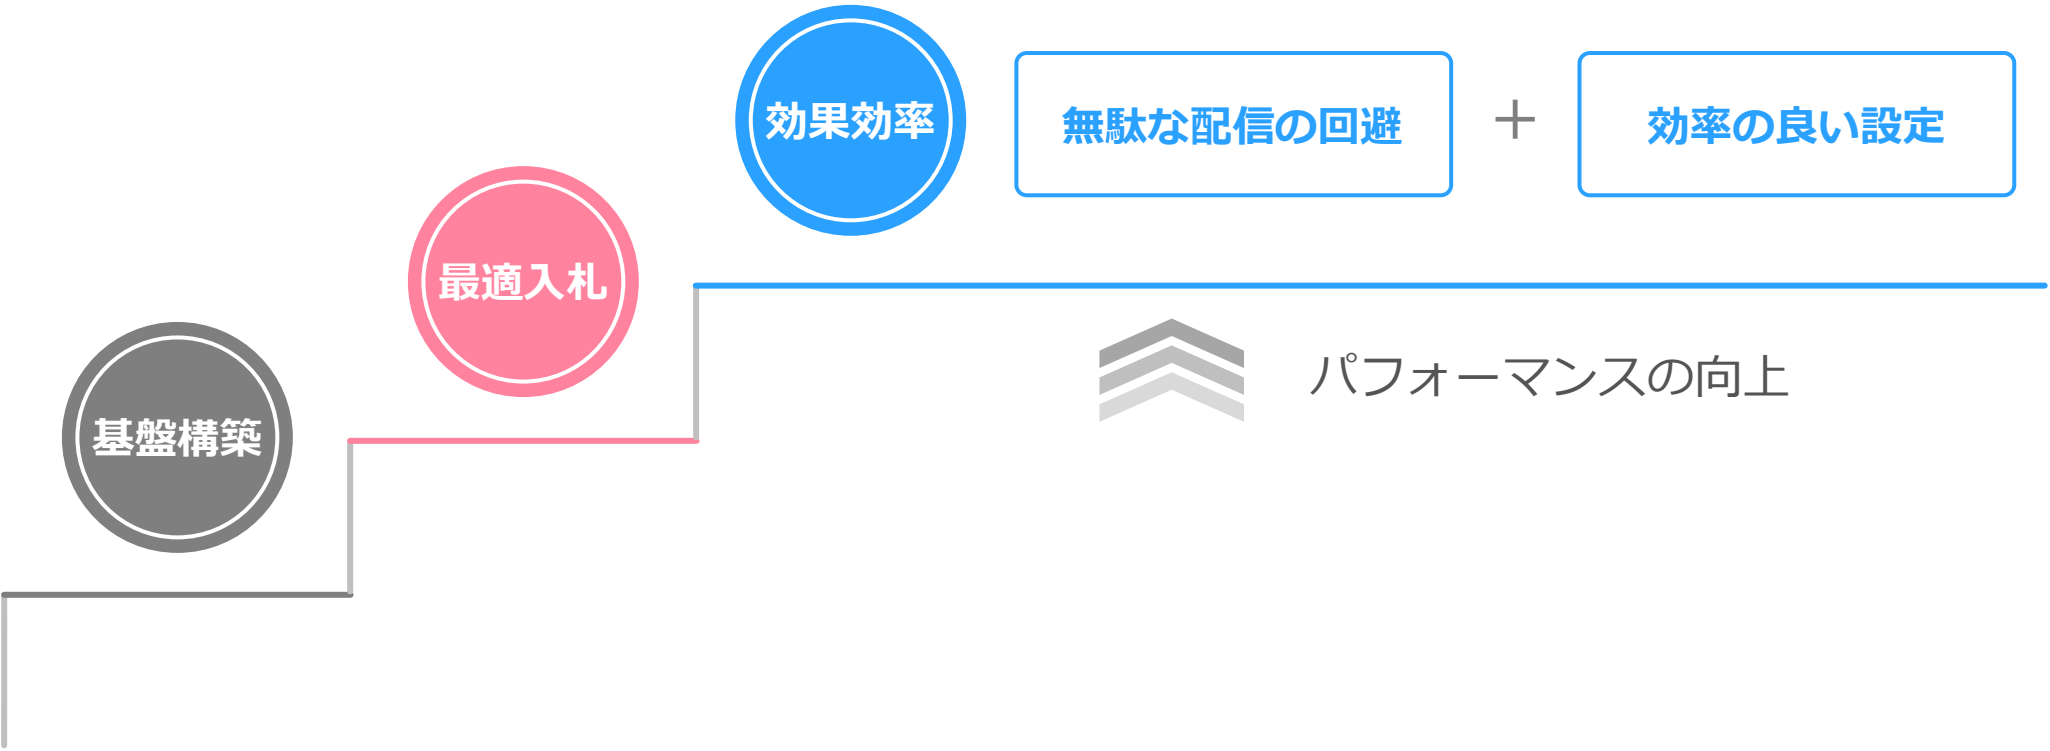 効果効率
無駄な配信の回避
+
効率の良い設定
最適入札
パフォーマンスの向上
基盤構築